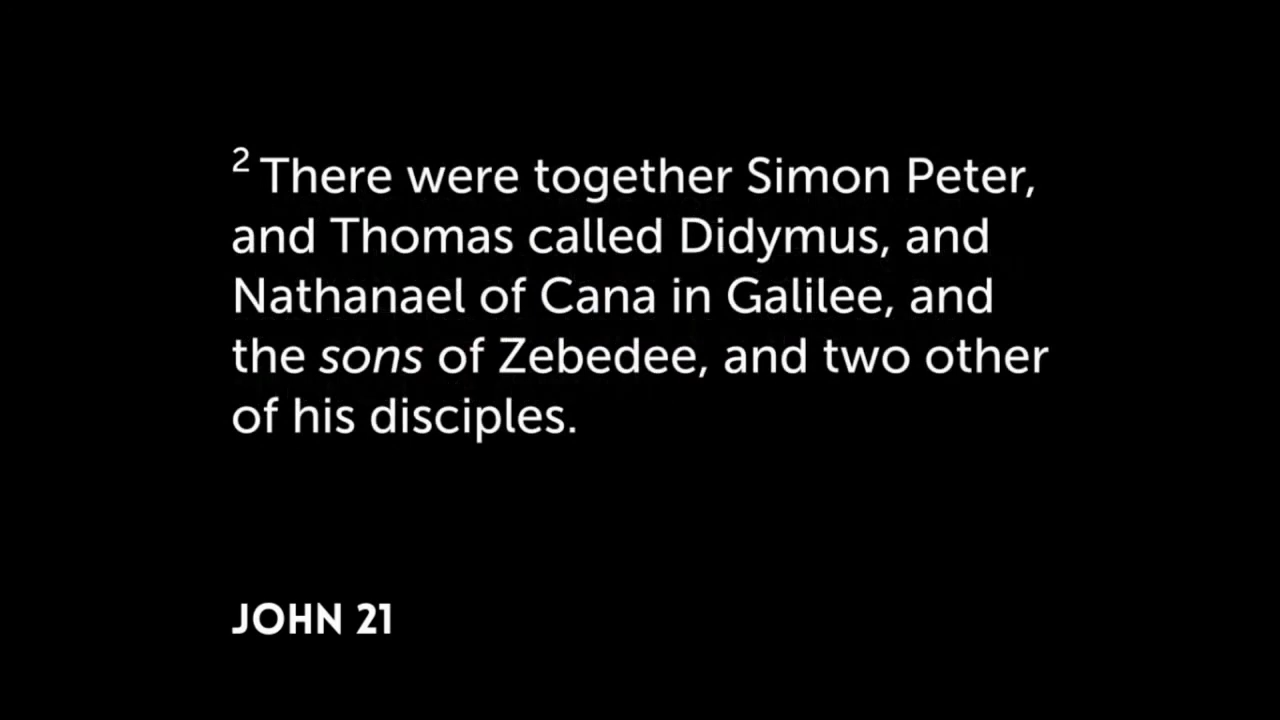 2 There were together Simon Peter,
and Thomas called Didymus, and
Nathanael of Cana in Galilee, and
the sons of Zebedee, and two other
of his disciples.
JOHN 21